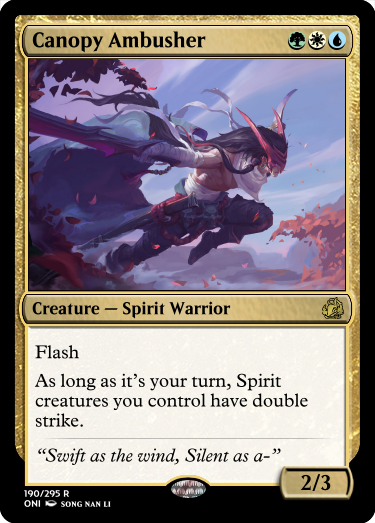 Canopy Ambusher
Creature — Spirit Warrior
Flash
As long as it's your turn, Spirit
creatures you control have double
strike.
“Swift as the wind, Silent as a-”
190/295 R
ONI SONG NAN LI
2/3